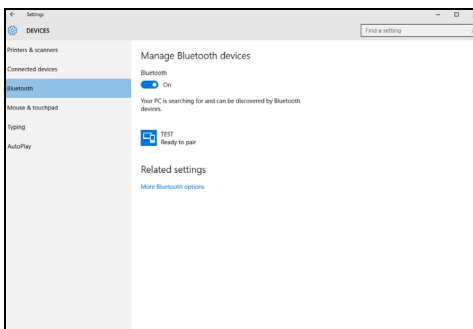 Settings
DEVICES
Find a setting
Printers & scanners
Connected devices
Bluetooth
Mouse & touchpad
Typing
AutoPlay
Manage Bluetooth devices
Bluetooth
On
Your PC is searching for and can be discovered by Bluetooth
devices.
TEST
Ready to pair
Related settings
More Bluetooth options